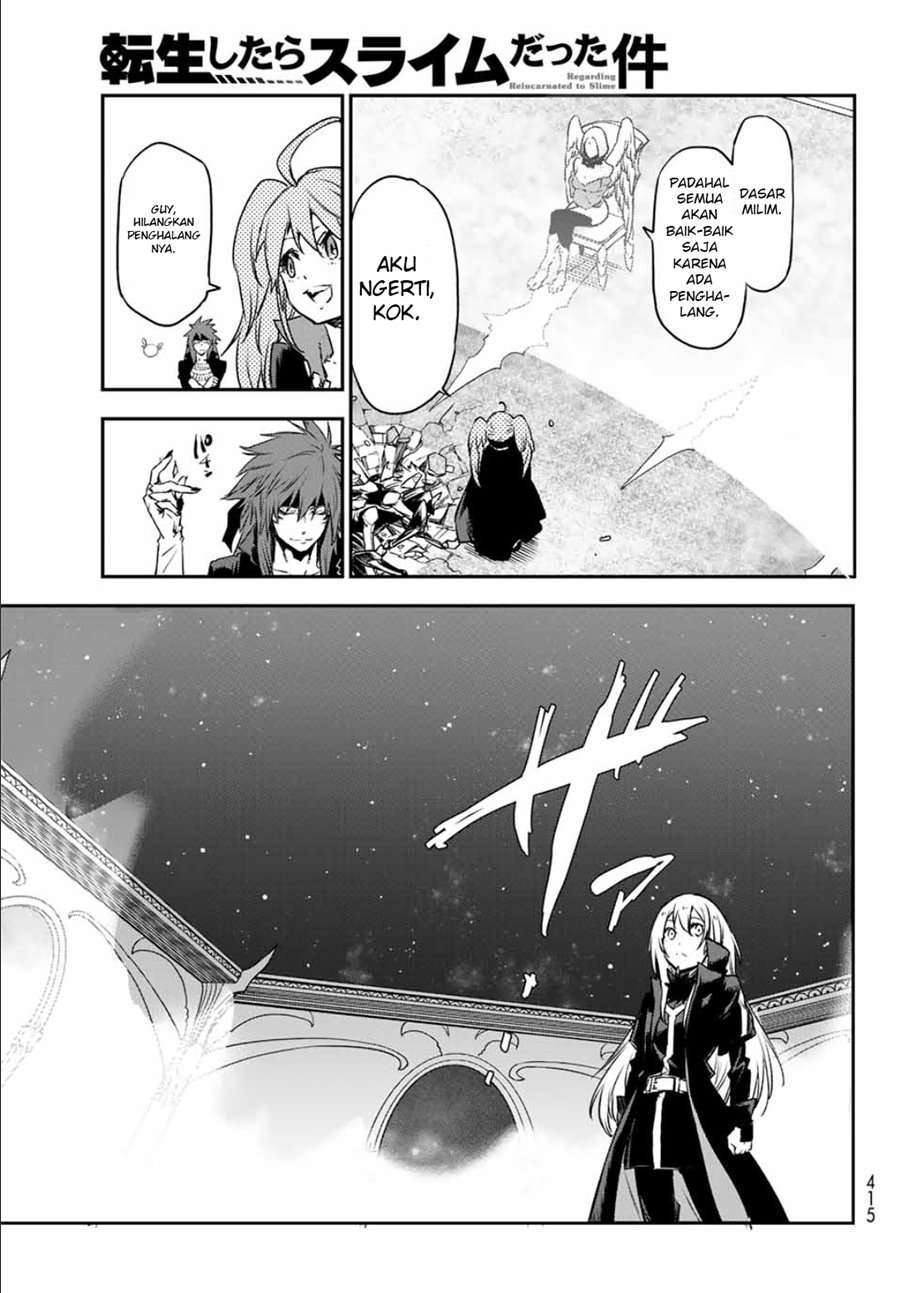 転生したらスライムだった件
Regarding
Reincarnated to Slime
DASAR
MILIM.
PADAHAL
SEMUA
AKAN
BAIK-BAIK
SAJA
KARENA
ADA
PENGHA-
LANG.
AKU
NGERTI,
KOK.
GUY,
HILANGKAN
PENGHALANG
NYA.
パチン
ザァ
415